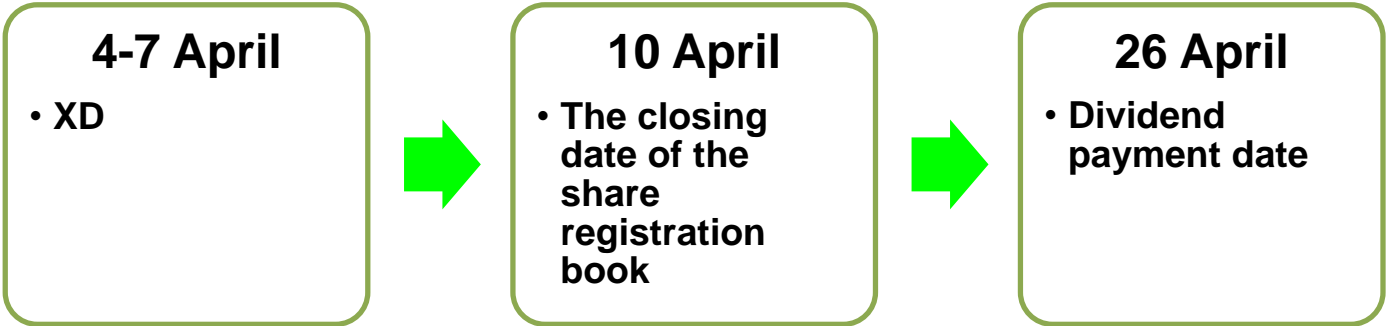 4-7 April
• XD
10 April
• The closing
date of the
share
registration
book
26 April
• Dividend
payment date